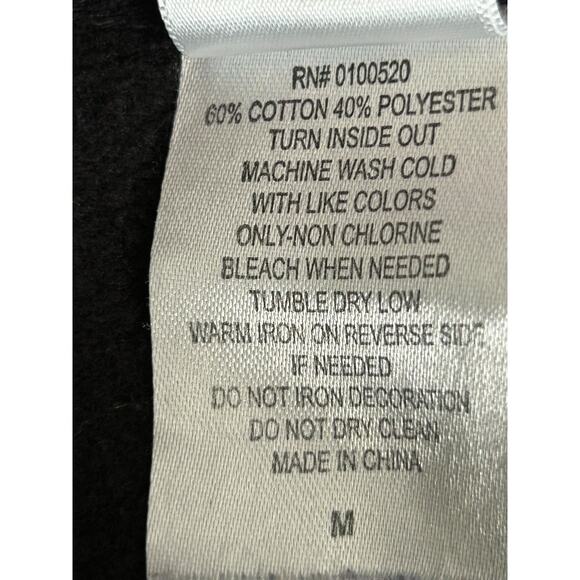 RN# 0100520
60% COTTON 40% POLYESTER
TURN INSIDE OUT
MACHINE WASH COLD
WITH LIKE COLORS
ONLY-NON CHLORINE
BLEACH WHEN NEEDED
TUMBLE DRY LOW
WARM IRON ON REVERSE SIDE
IF NEEDED
DO NOT IRON DECORATION
DO NOT DRY CLEAN
MADE IN CHINA
M